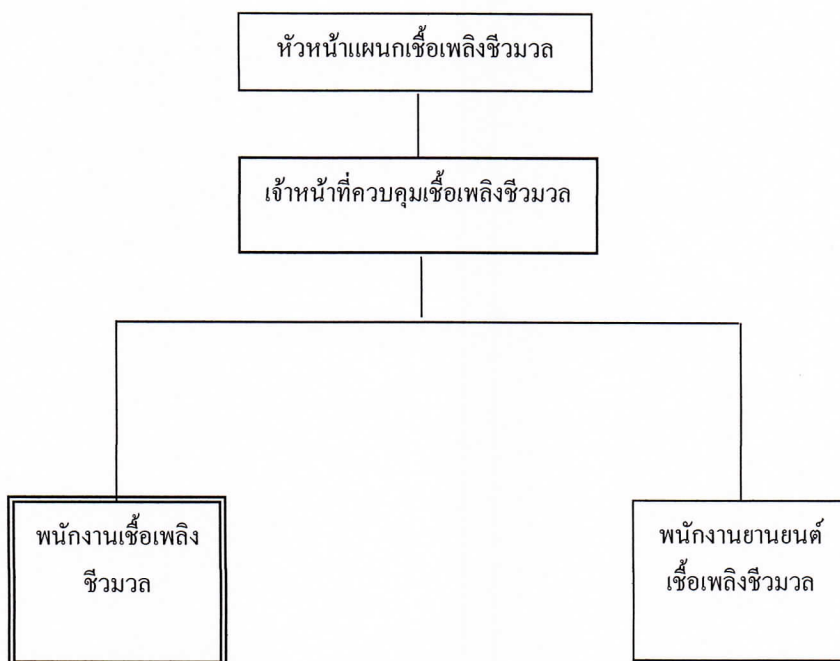 หัวหน้าแผนกเชื้อเพลิงชีวมวล
เจ้าหน้าที่ควบคุมเชื้อเพลิงชีวมวล
พนักงานเชื้อเพลิง
ชีวมวล
พนักงานยานยนต์
เชื้อเพลิงชีวมวล